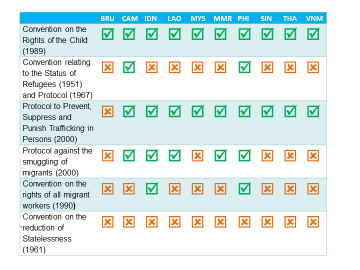 BRU CAM IDN LAO MYS MMR PHI SIN THA VNM
Convention on the
Rights of the Child
(1989)
Convention relating
to the Status of
Refugees (1951)
and Protocol (1967)
Protocol to Prevent,
Suppress and
Punish Trafficking in
Persons (2000)
Protocol against the
smuggling of
migrants (2000)
Convention on the
rights of all migrant
workers (1990)
Convention on the
reduction of
Statelessness
(1961)